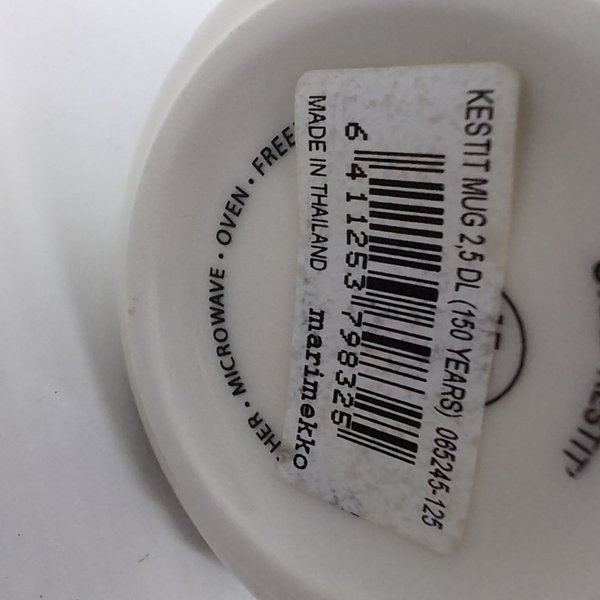 KESTIT MUG 2,5 DL (150 YEARS) 065245-125
6 411253 798325
MADE IN THAILAND marimekko
HER • MICROWAVE • OVEN • FREE